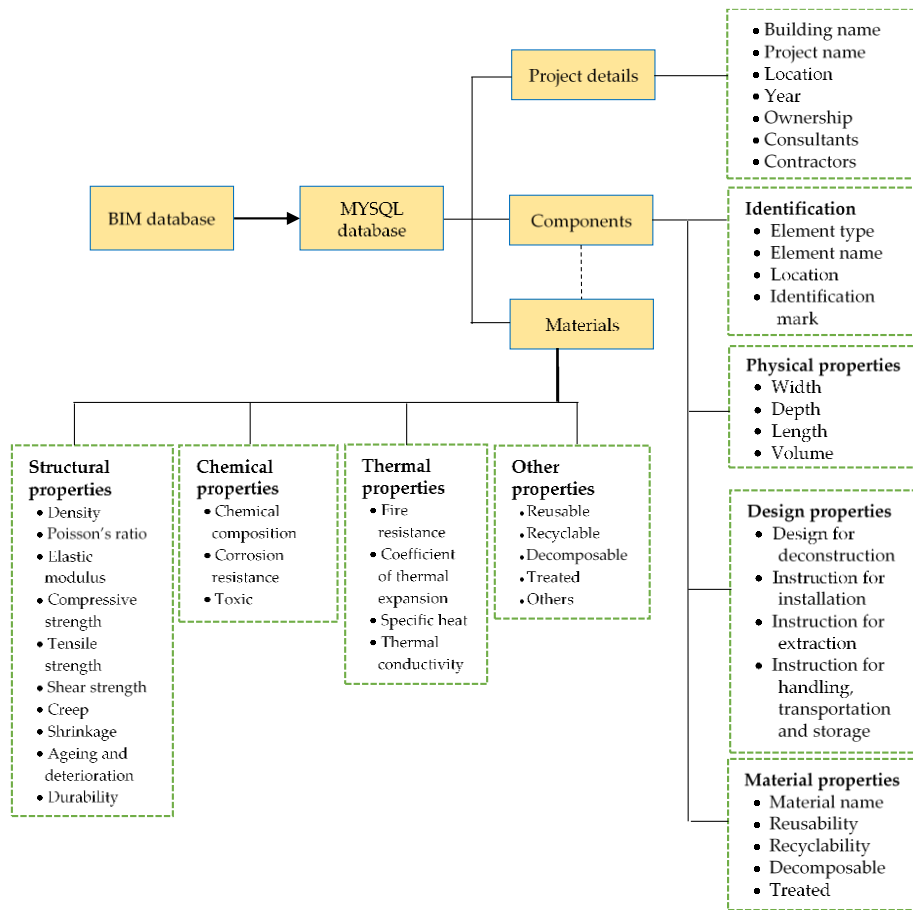 Project details
• Building name
• Project name
• Location
• Year
• Ownership
• Consultants
• Contractors
BIM database
MYSQL
database
Components
Materials
Identification
• Element type
• Element name
• Location
• Identification
mark
Physical properties
• Width
• Depth
• Length
• Volume
Design properties
• Design for
deconstruction
• Instruction for
installation
• Instruction for
extraction
• Instruction for
handling,
transportation
and storage
Material properties
• Material name
• Reusability
• Recyclability
• Decomposable
• Treated
Structural
properties
• Density
• Poisson's ratio
• Elastic
modulus
• Compressive
strength
• Tensile
strength
• Shear strength
• Creep
• Shrinkage
• Ageing and
deterioration
• Durability
Chemical
properties
• Chemical
composition
• Corrosion
resistance
• Toxic
Thermal
properties
• Fire
resistance
• Coefficient
of thermal
expansion
• Specific heat
• Thermal
conductivity
Other
properties
• Reusable
• Recyclable
• Decomposable
• Treated
• Others